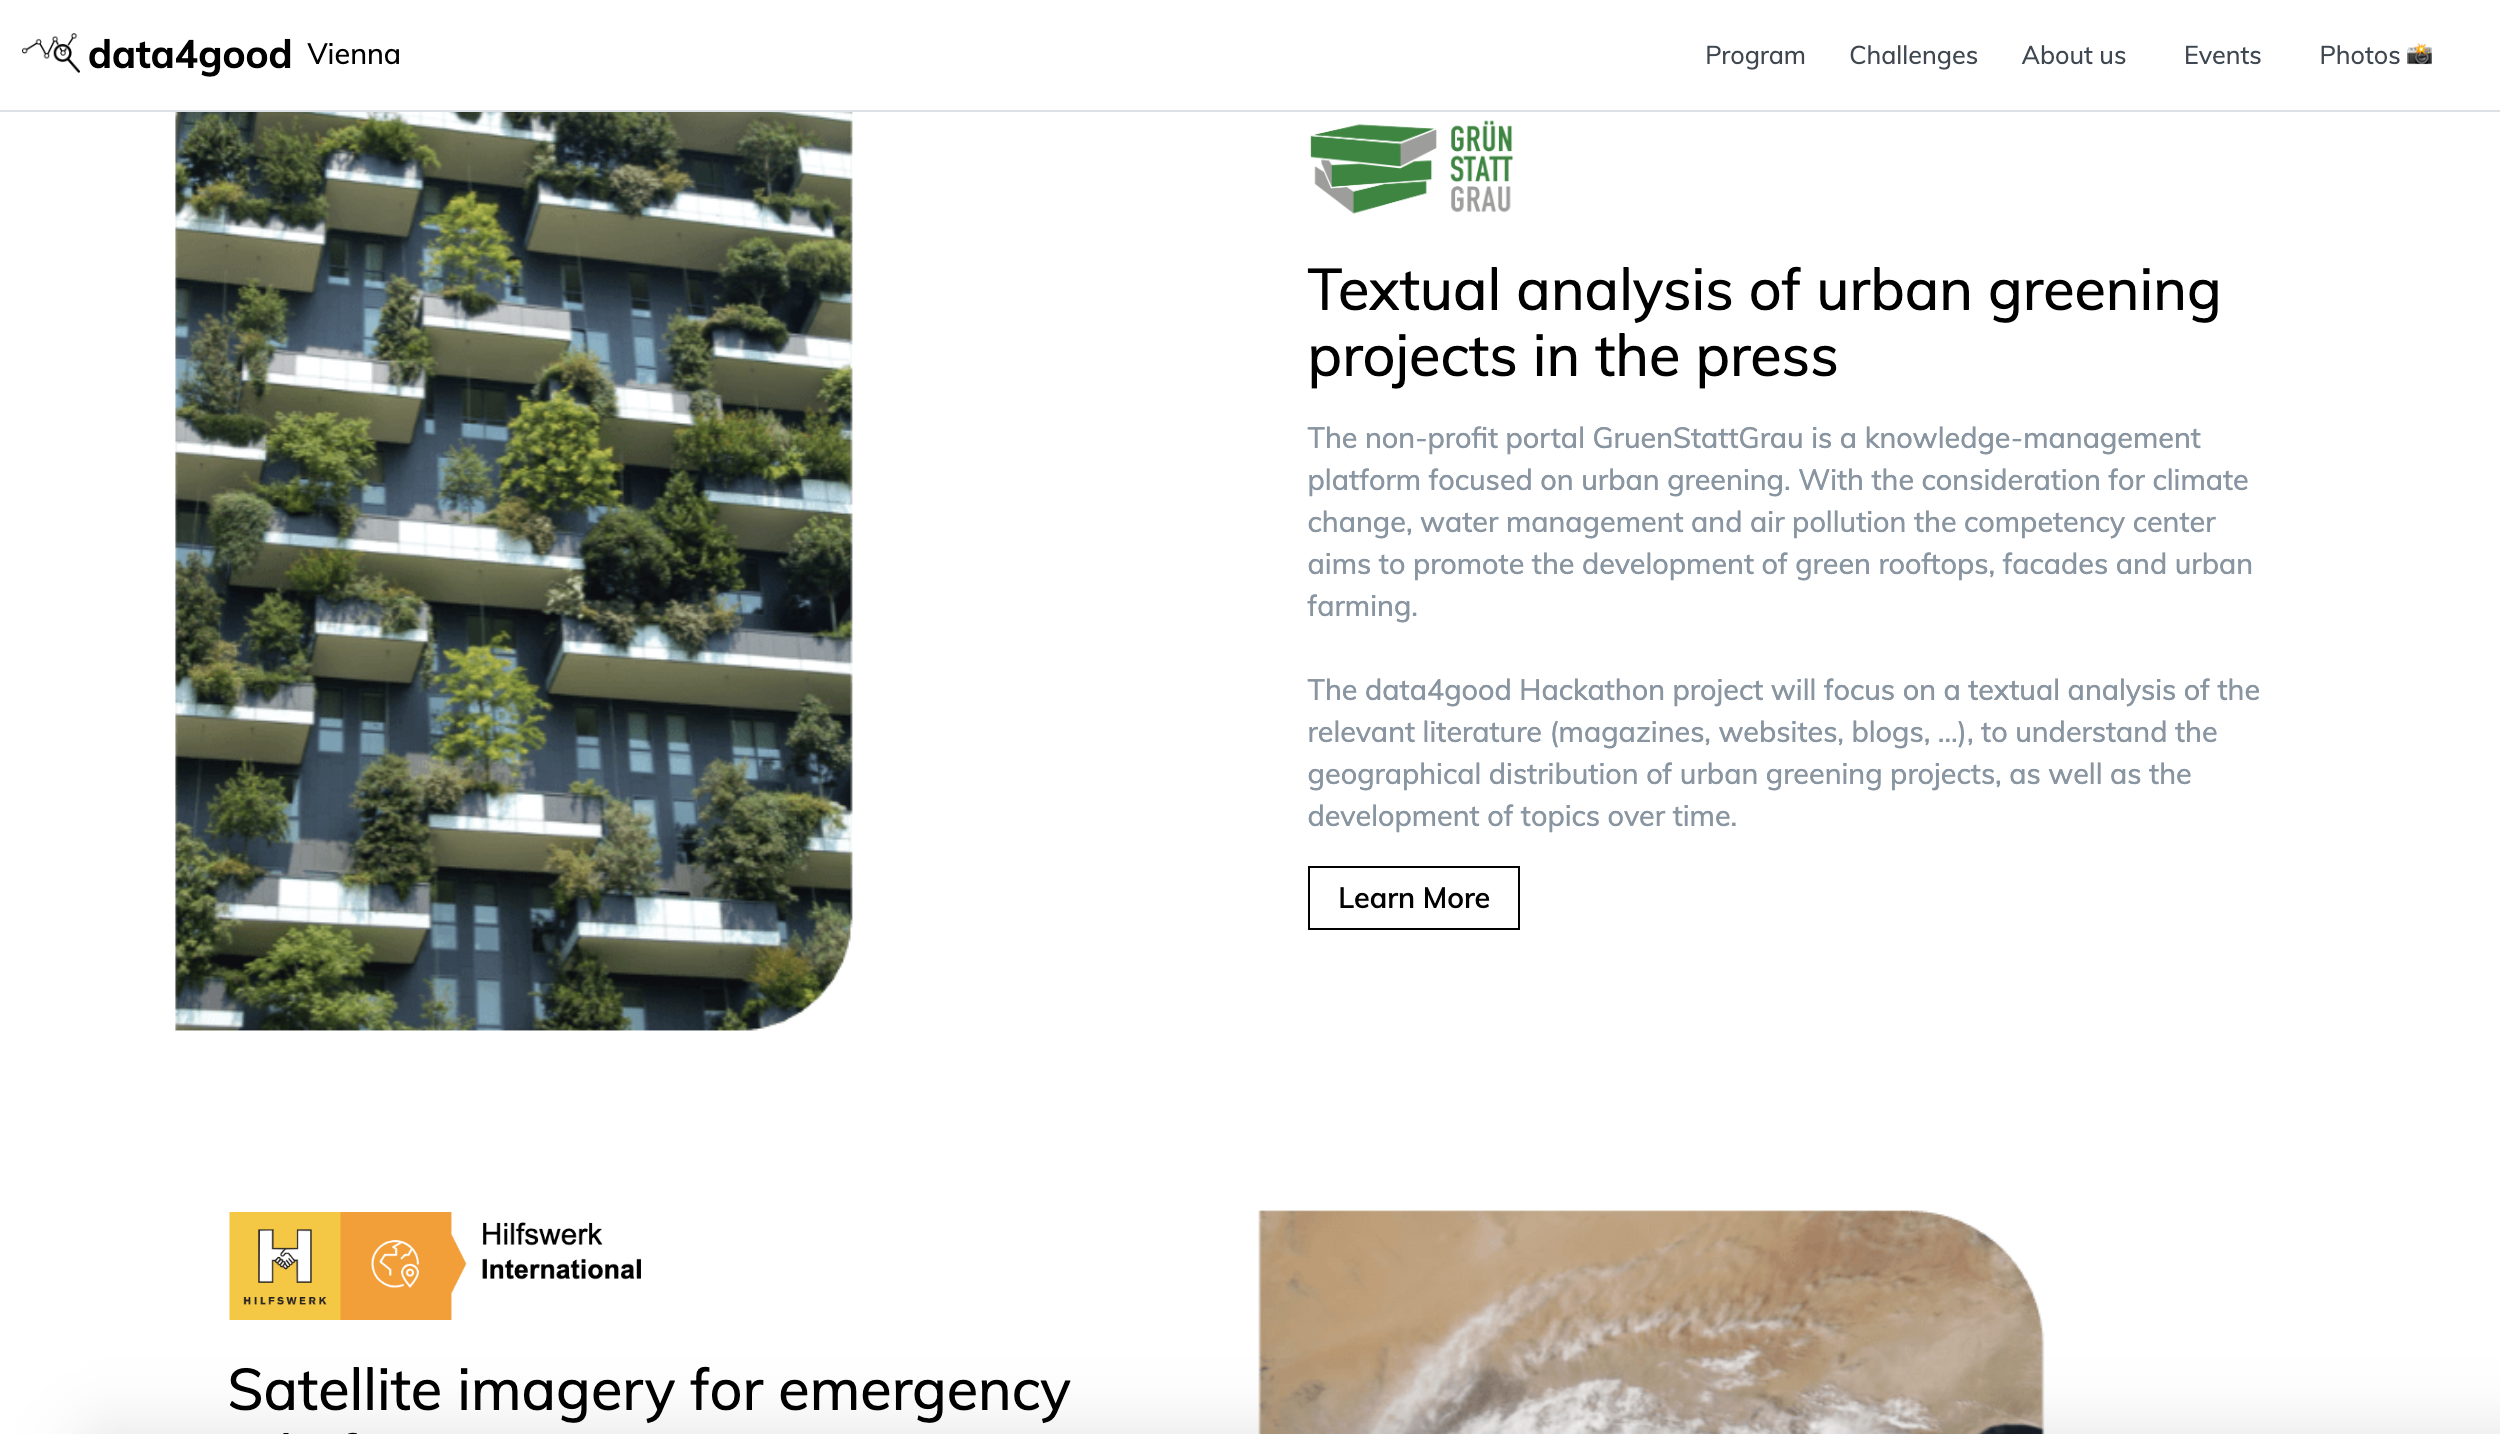 data4good Vienna
Program Challenges About us Events Photos 📸
GRÜN
STATT
GRAU
Textual analysis of urban greening
projects in the press
The non-profit portal GruenStattGrau is a knowledge-management
platform focused on urban greening. With the consideration for climate
change, water management and air pollution the competency center
aims to promote the development of green rooftops, facades and urban
farming.
The data4good Hackathon project will focus on a textual analysis of the
relevant literature (magazines, websites, blogs, ...), to understand the
geographical distribution of urban greening projects, as well as the
development of topics over time.
Learn More
H
HILFSWERK
Hilfswerk
International
Satellite imagery for emergency